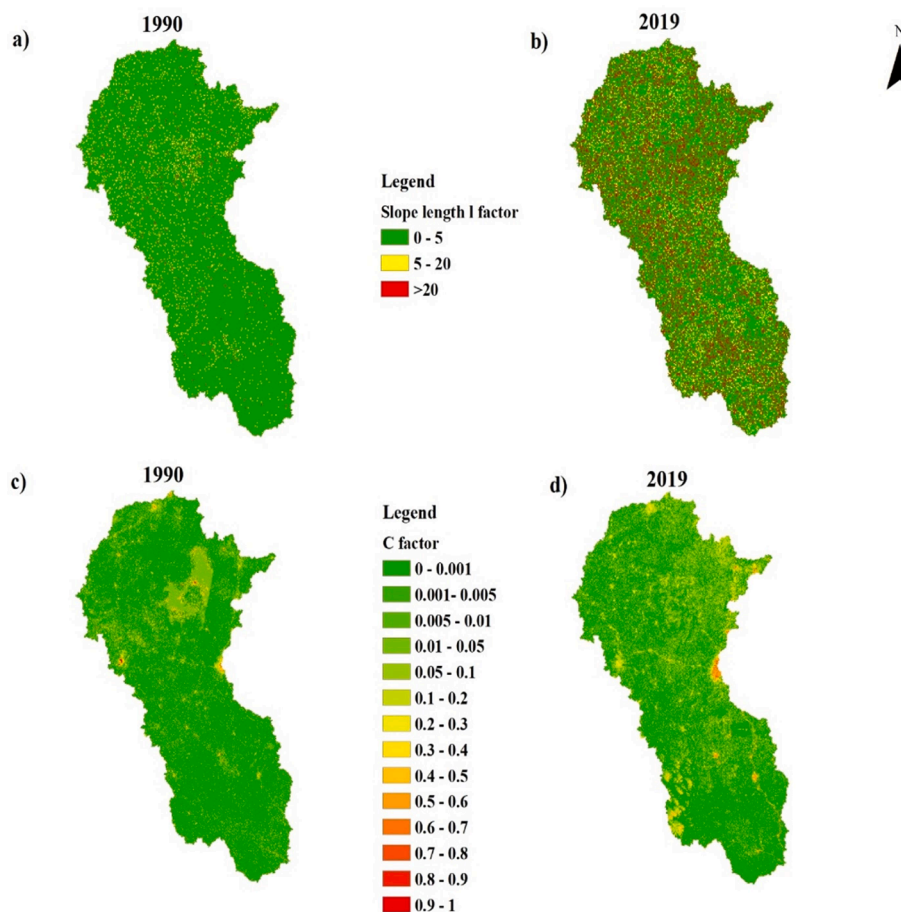 1990
a)
2019
b)
N
Legend
Slope length l factor
0 - 5
5 - 20
>20
1990
c)
2019
d)
Legend
C factor
0 - 0.001
0.001- 0.005
0.005 - 0.01
0.01 - 0.05
0.05 - 0.1
0.1 - 0.2
0.2 - 0.3
0.3 - 0.4
0.4 - 0.5
0.5 - 0.6
0.6 - 0.7
0.7 - 0.8
0.8 - 0.9
0.9 - 1